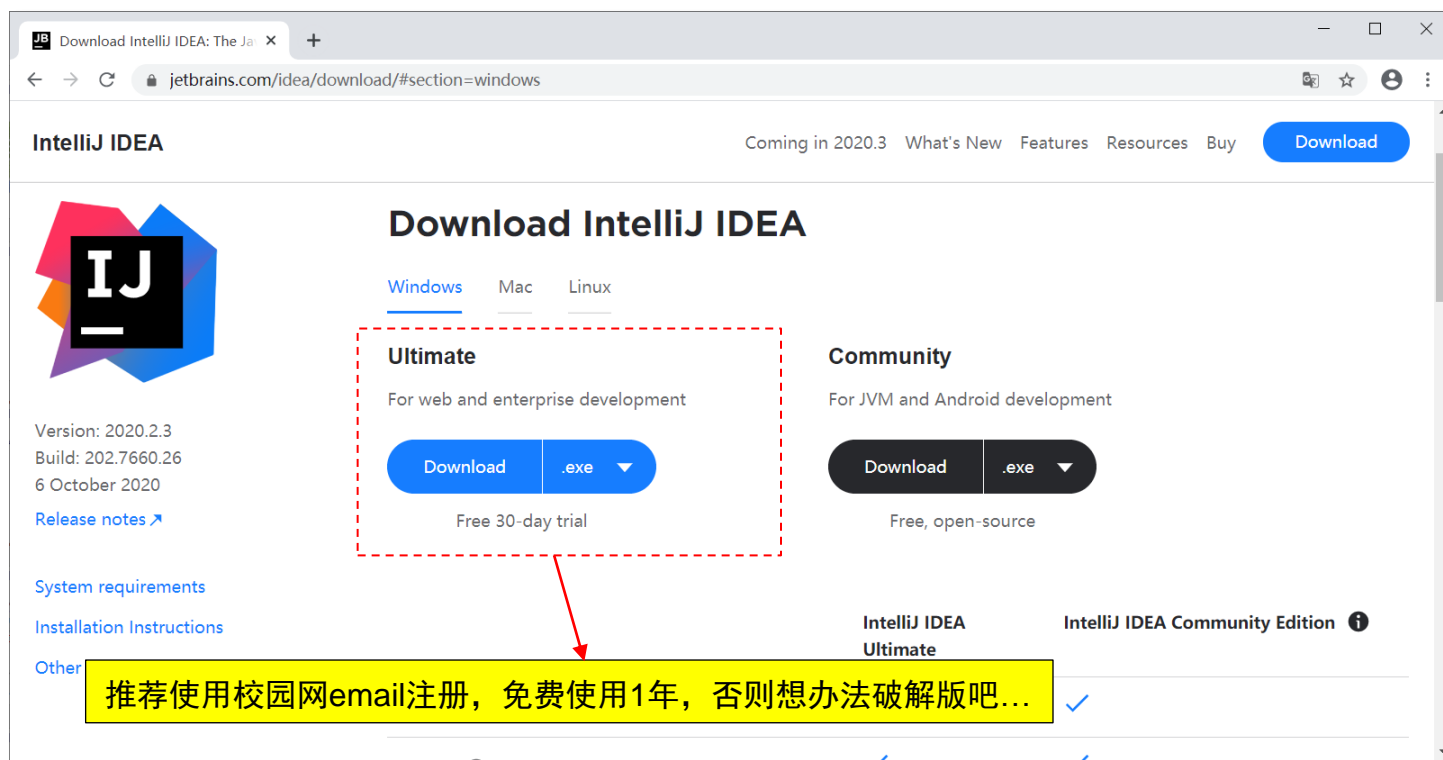 JB
Download IntelliJ IDEA: The Ja
jetbrains.com/idea/download/#section=windows
IntelliJ IDEA
Coming in 2020.3 What's New Features Resources Buy Download
IJ
Download IntelliJ IDEA
Windows Mac Linux
Ultimate
For web and enterprise development
Download .exe
Free 30-day trial
Community
For JVM and Android development
Download .exe
Free, open-source
Version: 2020.2.3
Build: 202.7660.26
6 October 2020
Release notes
System requirements
Installation Instructions
Other
IntelliJ IDEA
Ultimate
IntelliJ IDEA Community Edition
推荐使用校园网email注册，免费使用1年，否则想办法破解版吧…